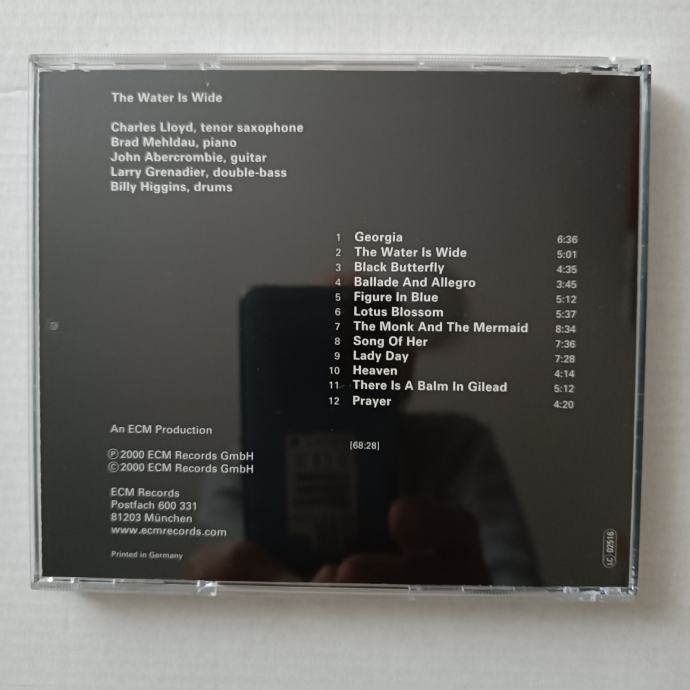 The Water Is Wide
Charles Lloyd, tenor saxophone
Brad Mehldau, piano
John Abercrombie, guitar
Larry Grenadier, double-bass
Billy Higgins, drums
1 Georgia 6:36
2 The Water Is Wide 5:01
3 Black Butterfly 4:35
4 Ballade And Allegro 3:45
5 Figure In Blue 5:12
6 Lotus Blossom 5:37
7 The Monk And The Mermaid 8:34
8 Song Of Her 7:36
9 Lady Day 7:28
10 Heaven 4:14
11 There Is A Balm In Gilead 5:12
12 Prayer 4:20
[68:28]
An ECM Production
℗ 2000 ECM Records GmbH
© 2000 ECM Records GmbH
ECM Records
Postfach 600 331
81203 München
www.ecmrecords.com
Printed in Germany
LC 02516